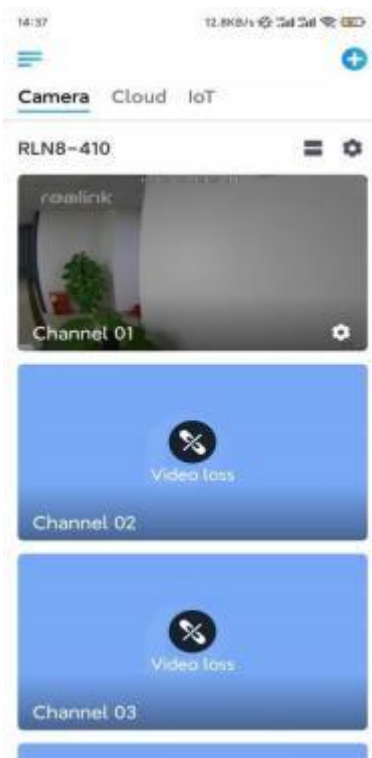 14:37 12.8KB/s
Camera Cloud IoT
RLN8-410
reolink
Channel 01
Video loss
Channel 02
Video loss
Channel 03